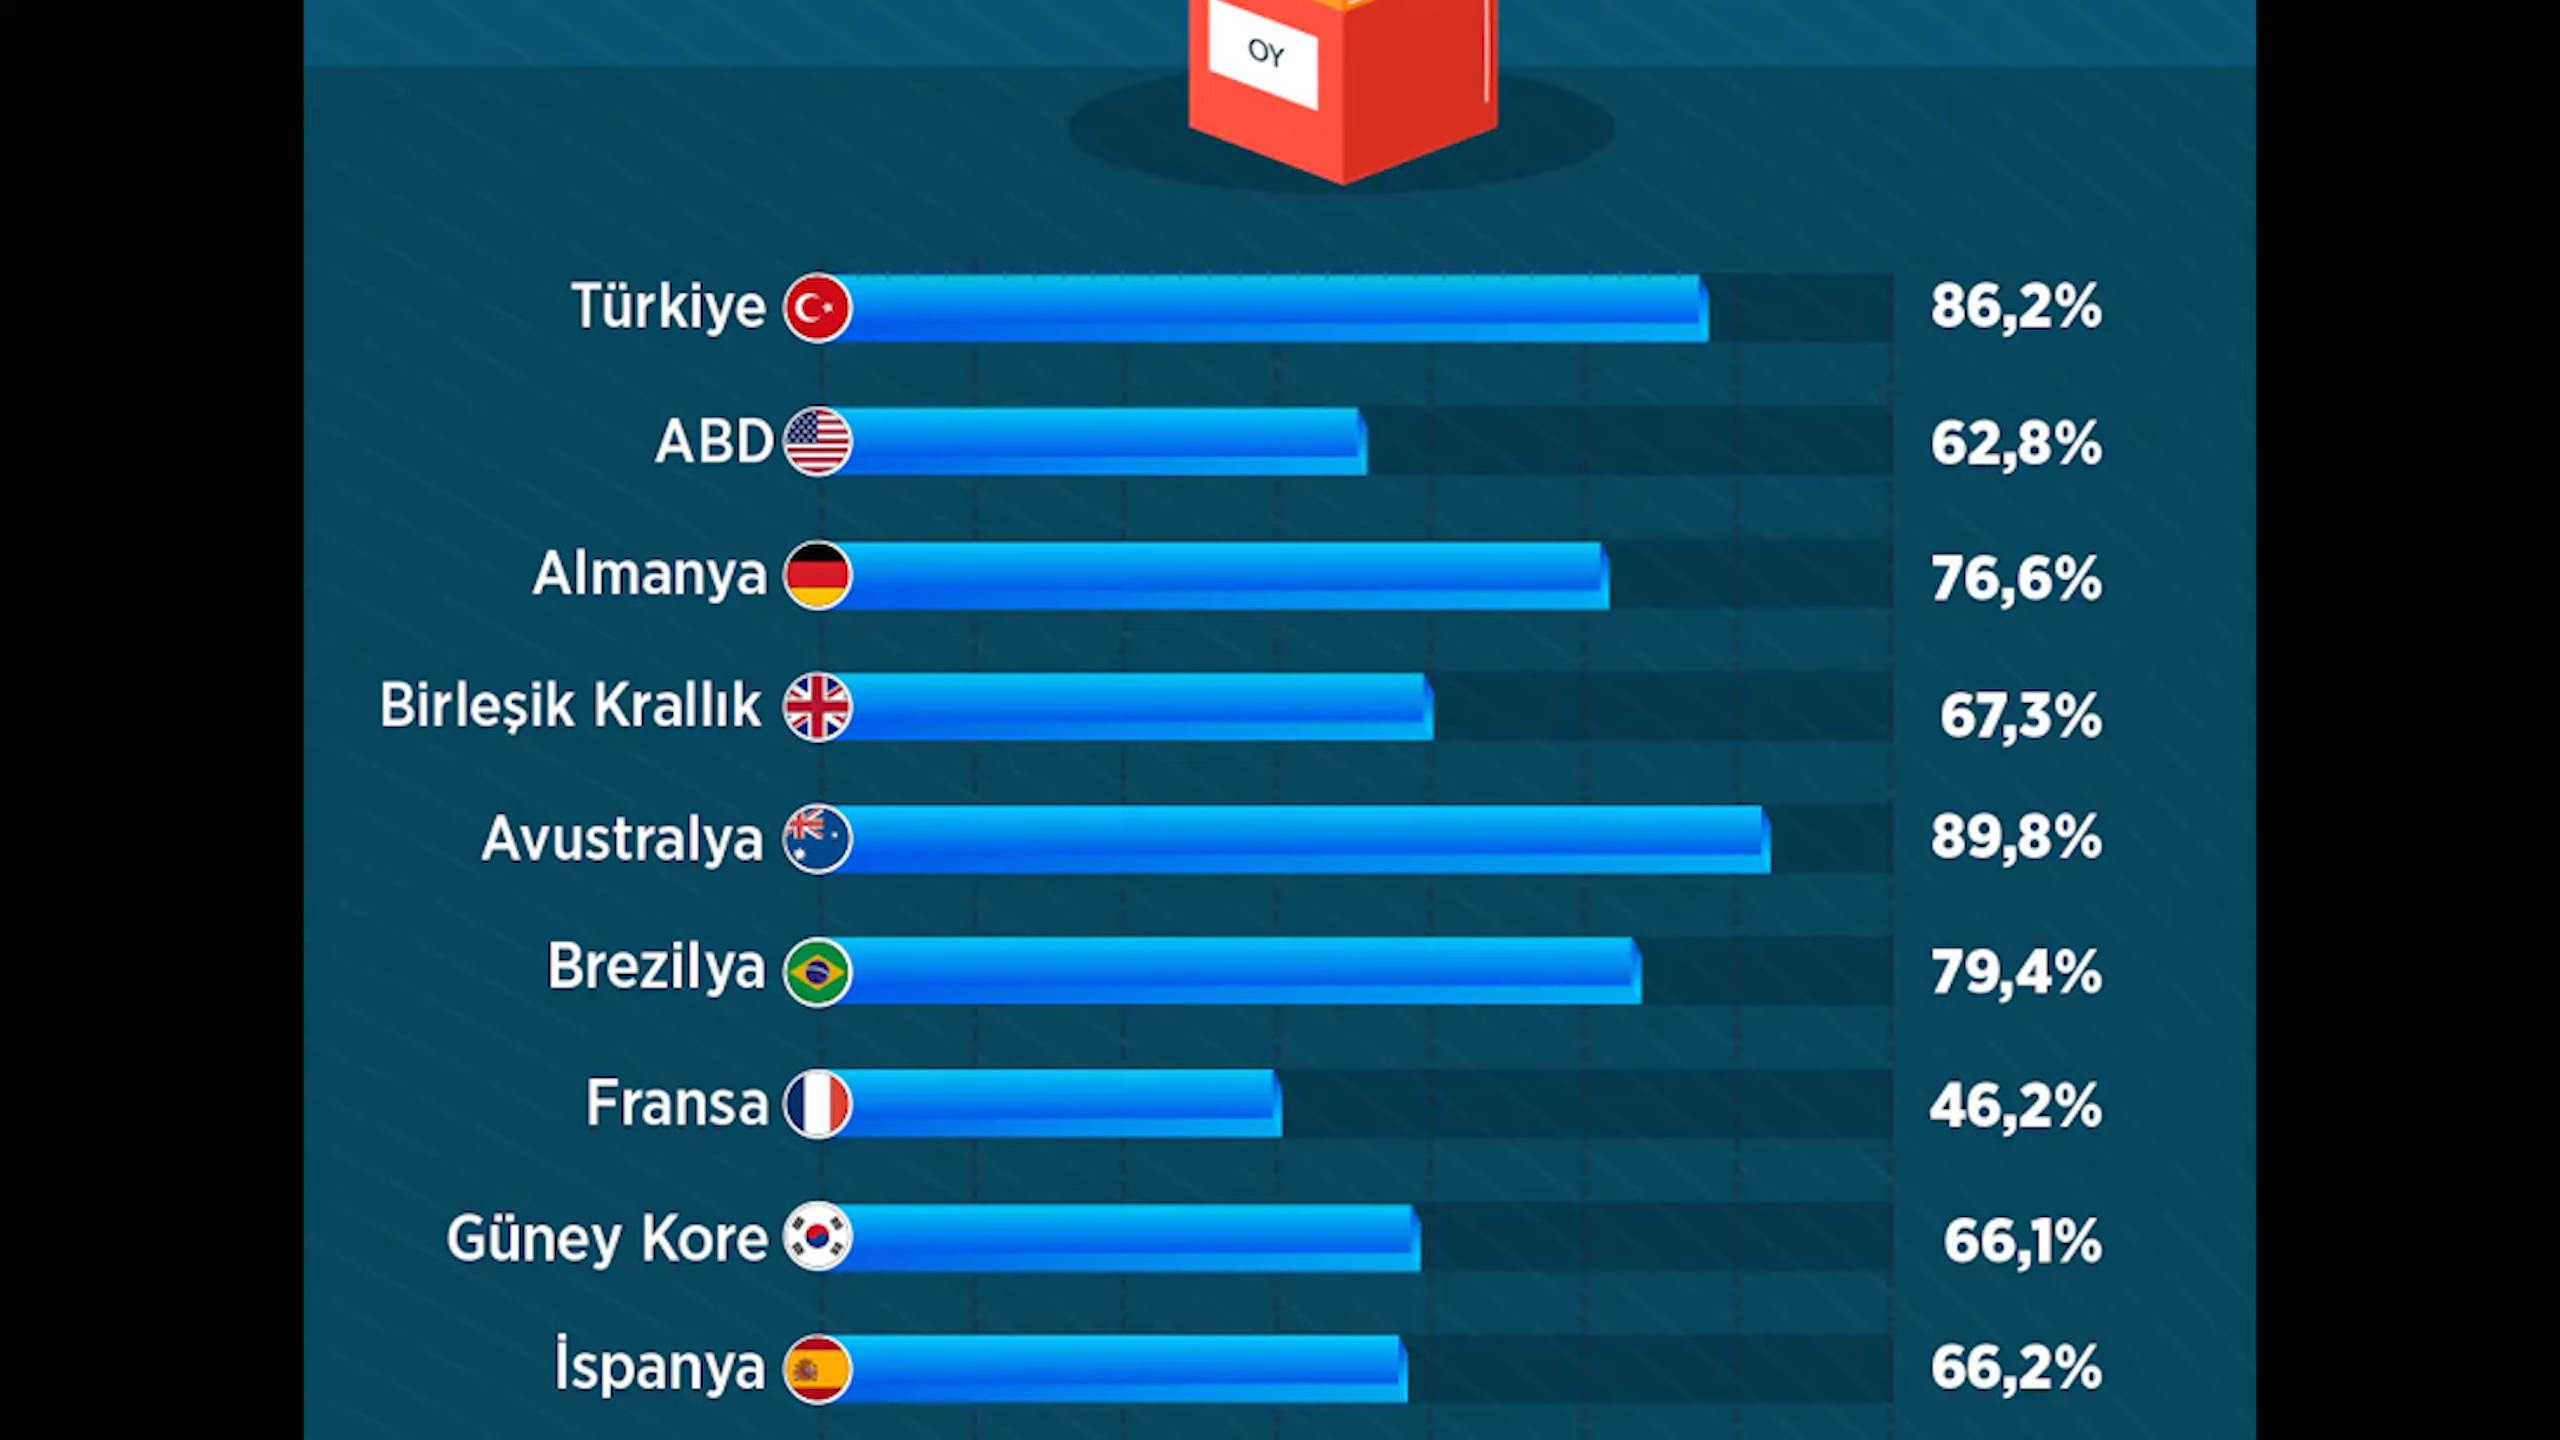 OY
Türkiye 86,2%
ABD 62,8%
Almanya 76,6%
Birleşik Krallık 67,3%
Avustralya 89,8%
Brezilya 79,4%
Fransa 46,2%
Güney Kore 66,1%
İspanya 66,2%